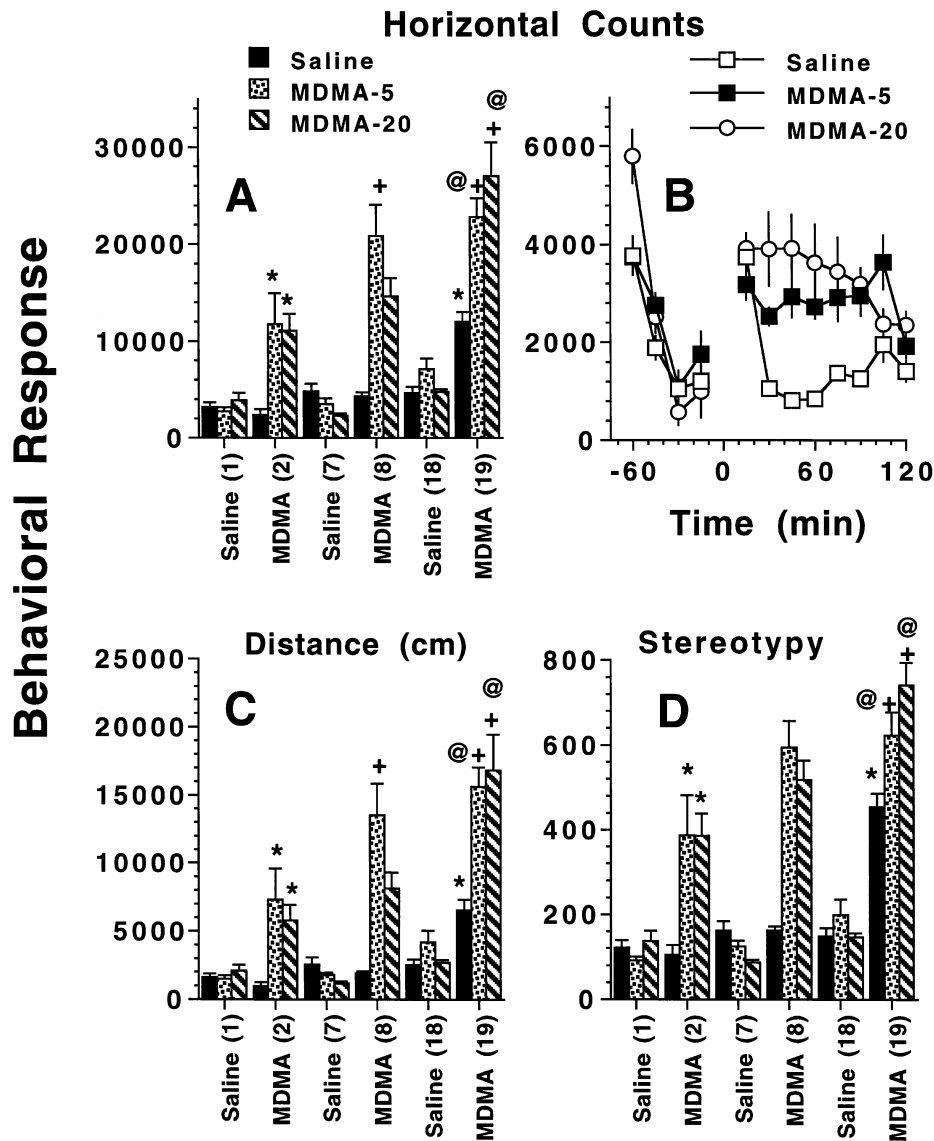 Horizontal Counts
Saline
MDMA-5
MDMA-20
Saline
MDMA-5
MDMA-20
Behavioral Response
A
30000
20000
10000
0
@
+
@ +
+
*
*
*
Saline (1)
MDMA (2)
Saline (7)
MDMA (8)
Saline (18)
MDMA (19)
B
6000
4000
2000
0
-60 0 60 120
Time (min)
Distance (cm)
C
25000
20000
15000
10000
5000
0
@
+
@ +
+
*
*
*
Saline (1)
MDMA (2)
Saline (7)
MDMA (8)
Saline (18)
MDMA (19)
Stereotypy
D
800
600
400
200
0
@
+
@ +
*
*
*
Saline (1)
MDMA (2)
Saline (7)
MDMA (8)
Saline (18)
MDMA (19)